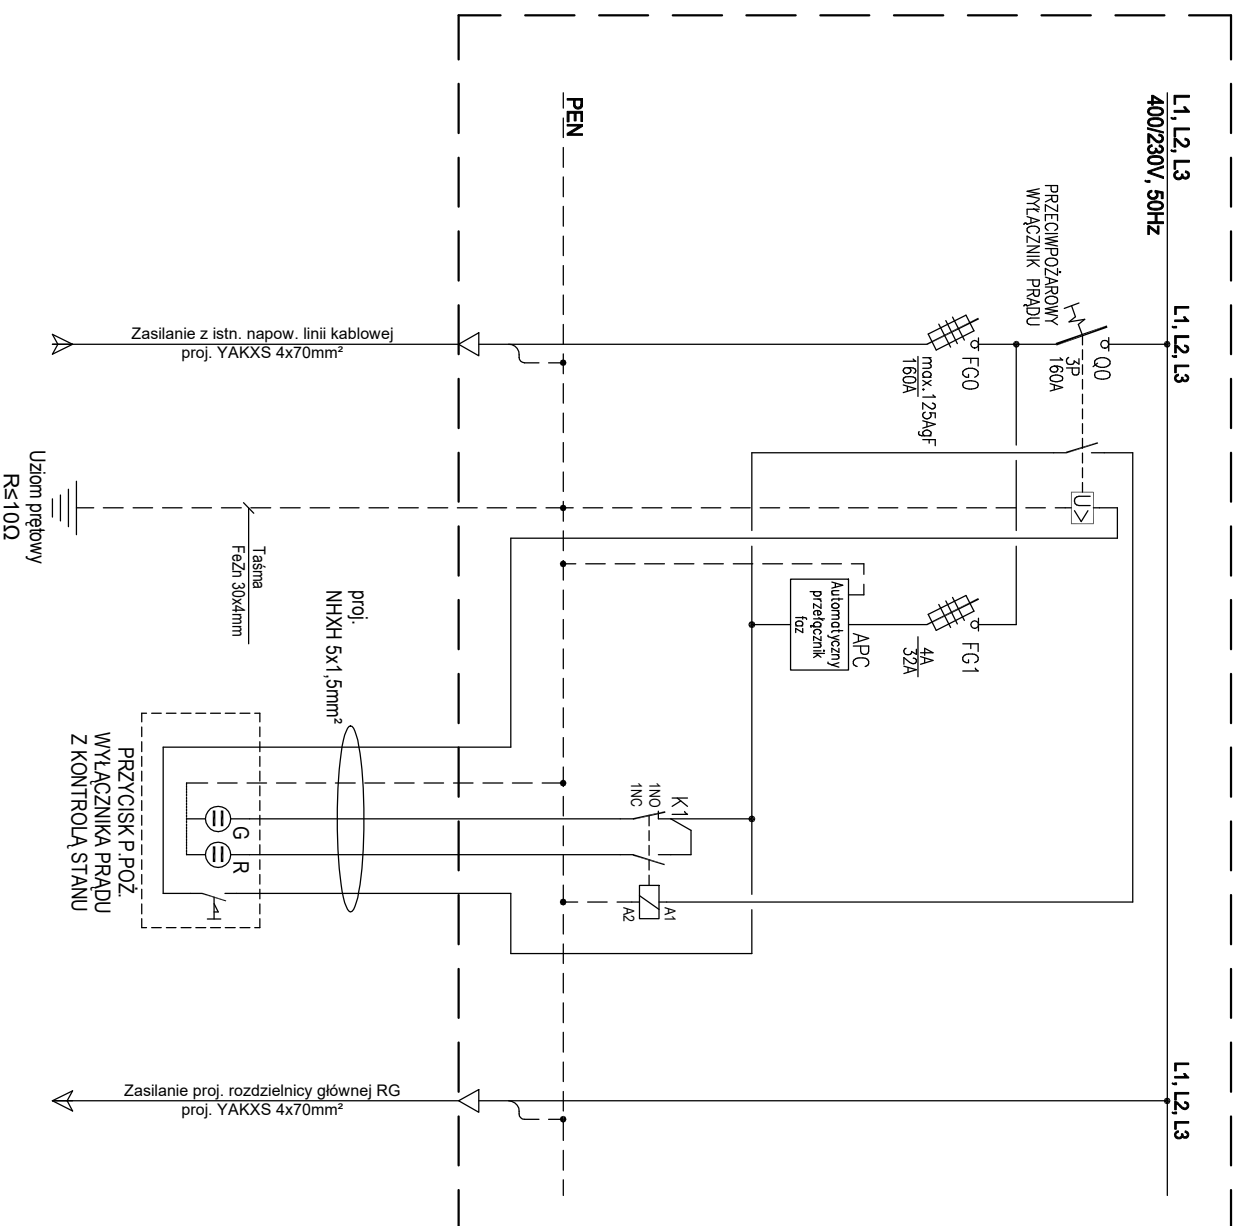 L1, L2, L3
400/230V, 50Hz
PRZECIWPOŻAROWY
WYŁĄCZNIK PRĄDU
L1, L2, L3
Q0
3P
160A
FG0
max.125AgF
160A
U>
FG1
4A
32A
APC
Automatyczny
przełącznik
faz
PEN
K1
1NO
1NC
A1
A2
L1, L2, L3
Zasilanie z istn. napow. linii kablowej
proj. YAKXS 4x70mm²
Uziom prętowy
R≤10Ω
Taśma
FeZn 30x4mm
proj.
NHXH 5x1,5mm²
G
R
PRZYCISK P.POŻ.
WYŁĄCZNIKA PRĄDU
Z KONTROLĄ STANU
Zasilanie proj. rozdzielnicy głównej RG
proj. YAKXS 4x70mm²